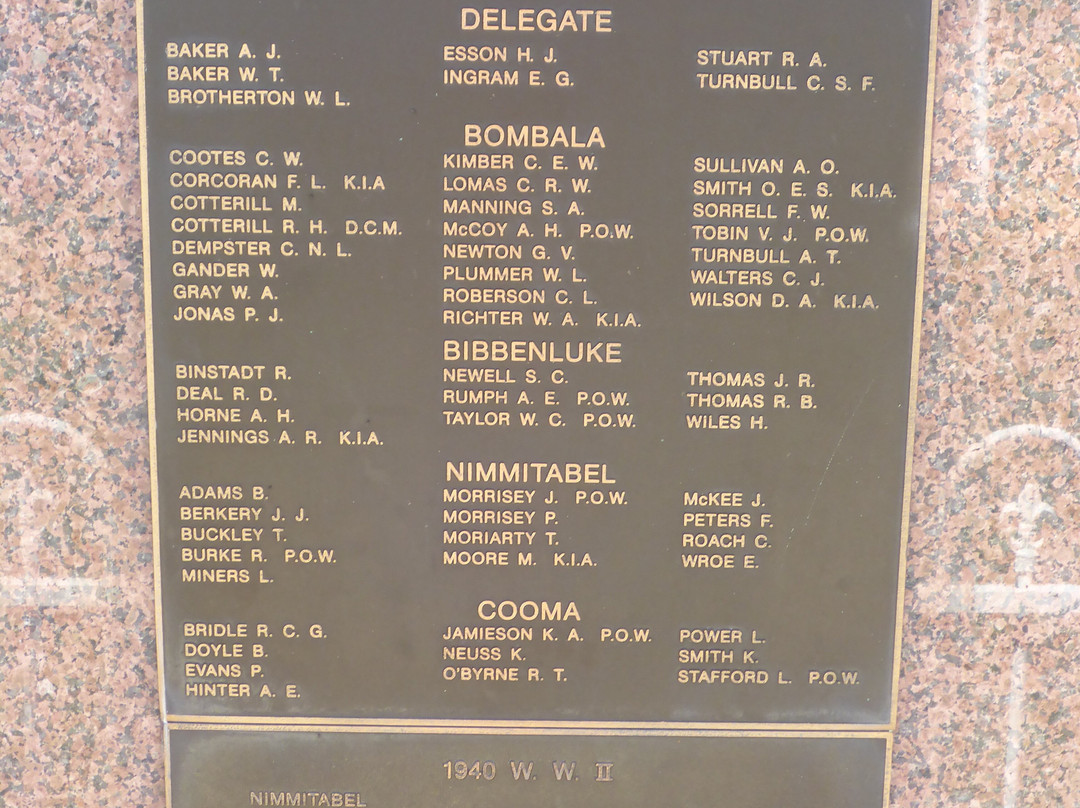 DELEGATE
BAKER A. J.
BAKER W. T.
BROTHERTON W. L.
ESSON H. J.
INGRAM E. G.
STUART R. A.
TURNBULL C. S. F.
BOMBALA
COOTES C. W.
CORCORAN F. L. K.I.A
COTTERILL M.
COTTERILL R. H. D.C.M.
DEMPSTER C. N. L.
GANDER W.
GRAY W. A.
JONAS P. J.
KIMBER C. E. W.
LOMAS C. R. W.
MANNING S. A.
McCOY A. H. P.O.W.
NEWTON G. V.
PLUMMER W. L.
ROBERSON C. L.
RICHTER W. A. K.I.A.
SULLIVAN A. O.
SMITH O. E. S. K.I.A.
SORRELL F. W.
TOBIN V. J. P.O.W.
TURNBULL A. T.
WALTERS C. J.
WILSON D. A. K.I.A.
BIBBENLUKE
BINSTADT R.
DEAL R. D.
HORNE A. H.
JENNINGS A. R. K.I.A.
NEWELL S. C.
RUMPH A. E. P.O.W.
TAYLOR W. C. P.O.W.
THOMAS J. R.
THOMAS R. B.
WILES H.
NIMMITABEL
ADAMS B.
BERKERY J. J.
BUCKLEY T.
BURKE R. P.O.W.
MINERS L.
MORRISEY J. P.O.W.
MORRISEY P.
MORIARTY T.
MOORE M. K.I.A.
McKEE J.
PETERS F.
ROACH C.
WROE E.
COOMA
BRIDLE R. C. G.
DOYLE B.
EVANS P.
HINTER A. E.
JAMIESON K. A. P.O.W.
NEUSS K.
O'BYRNE R. T.
POWER L.
SMITH K.
STAFFORD L. P.O.W.
1940 W. W. II
NIMMITABEL